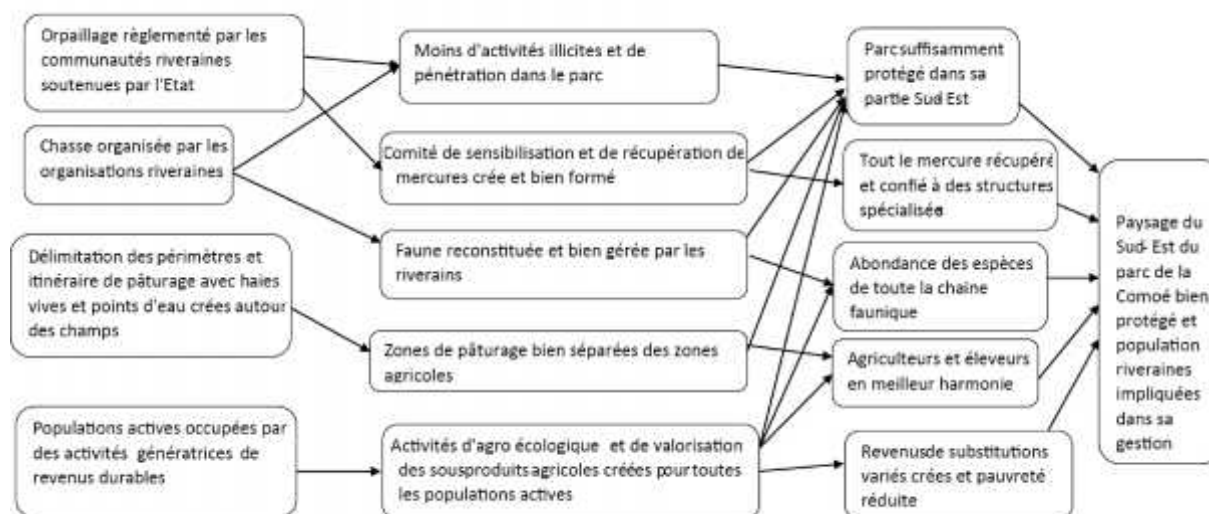 Orpaillage règlementé par les
communautés riveraines
soutenues par l'Etat
Chasse organisée par les
organisations riveraines
Délimitation des périmètres et
itinéraire de pâturage avec haies
vives et points d'eau crées autour
des champs
Populations actives occupées par
des activités génératrices de
revenus durables
Moins d'activités illicites et de
pénétration dans le parc
Comité de sensibilisation et de récupération de
mercures crée et bien formé
Faune reconstituée et bien gérée par les
riverains
Zones de pâturage bien séparées des zones
agricoles
Activités d'agro écologique et de valorisation
des sousproduits agricoles créées pour toutes
les populations actives
Parc suffisamment
protégé dans sa
partie Sud Est
Tout le mercure récupéré
et confié à des structures
spécialisée
Abondance des espèces
de toute la chaîne
faunique
Agriculteurs et éleveurs
en meilleur harmonie
Revenus de substitutions
variés crées et pauvreté
réduite
Paysage du
Sud- Est du
parc de la
Comoé bien
protégé et
population
riveraines
impliquées
dans sa
gestion